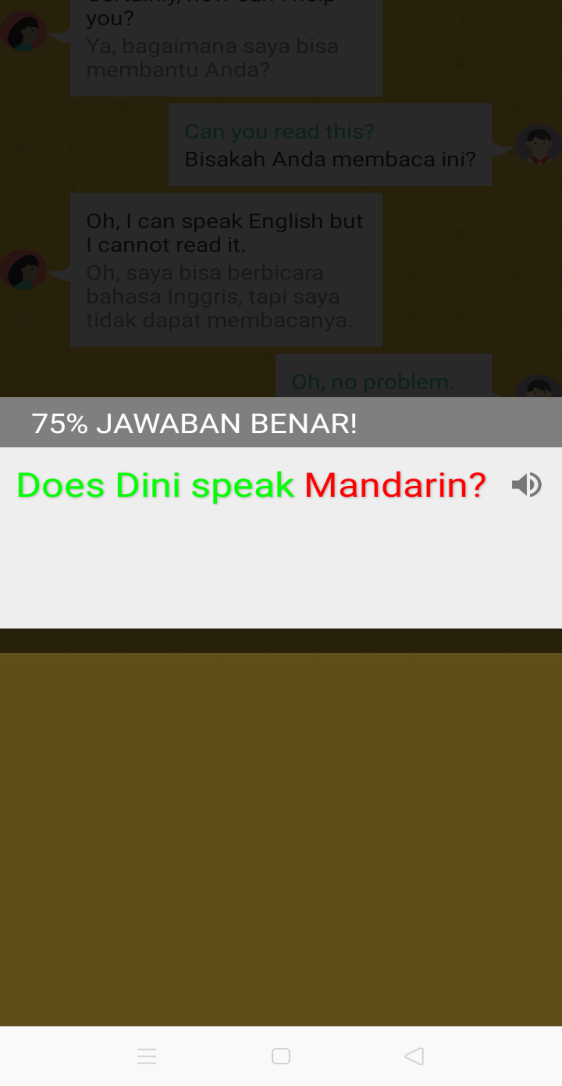 you?
Ya, bagaimana saya bisa
membantu Anda?
Can you read this?
Bisakah Anda membaca ini?
Oh, I can speak English but
I cannot read it.
Oh, saya bisa berbicara
bahasa Inggris, tapi saya
tidak dapat membacanya.
Oh, no problem.
75% JAWABAN BENAR!
Does Dini speak Mandarin?